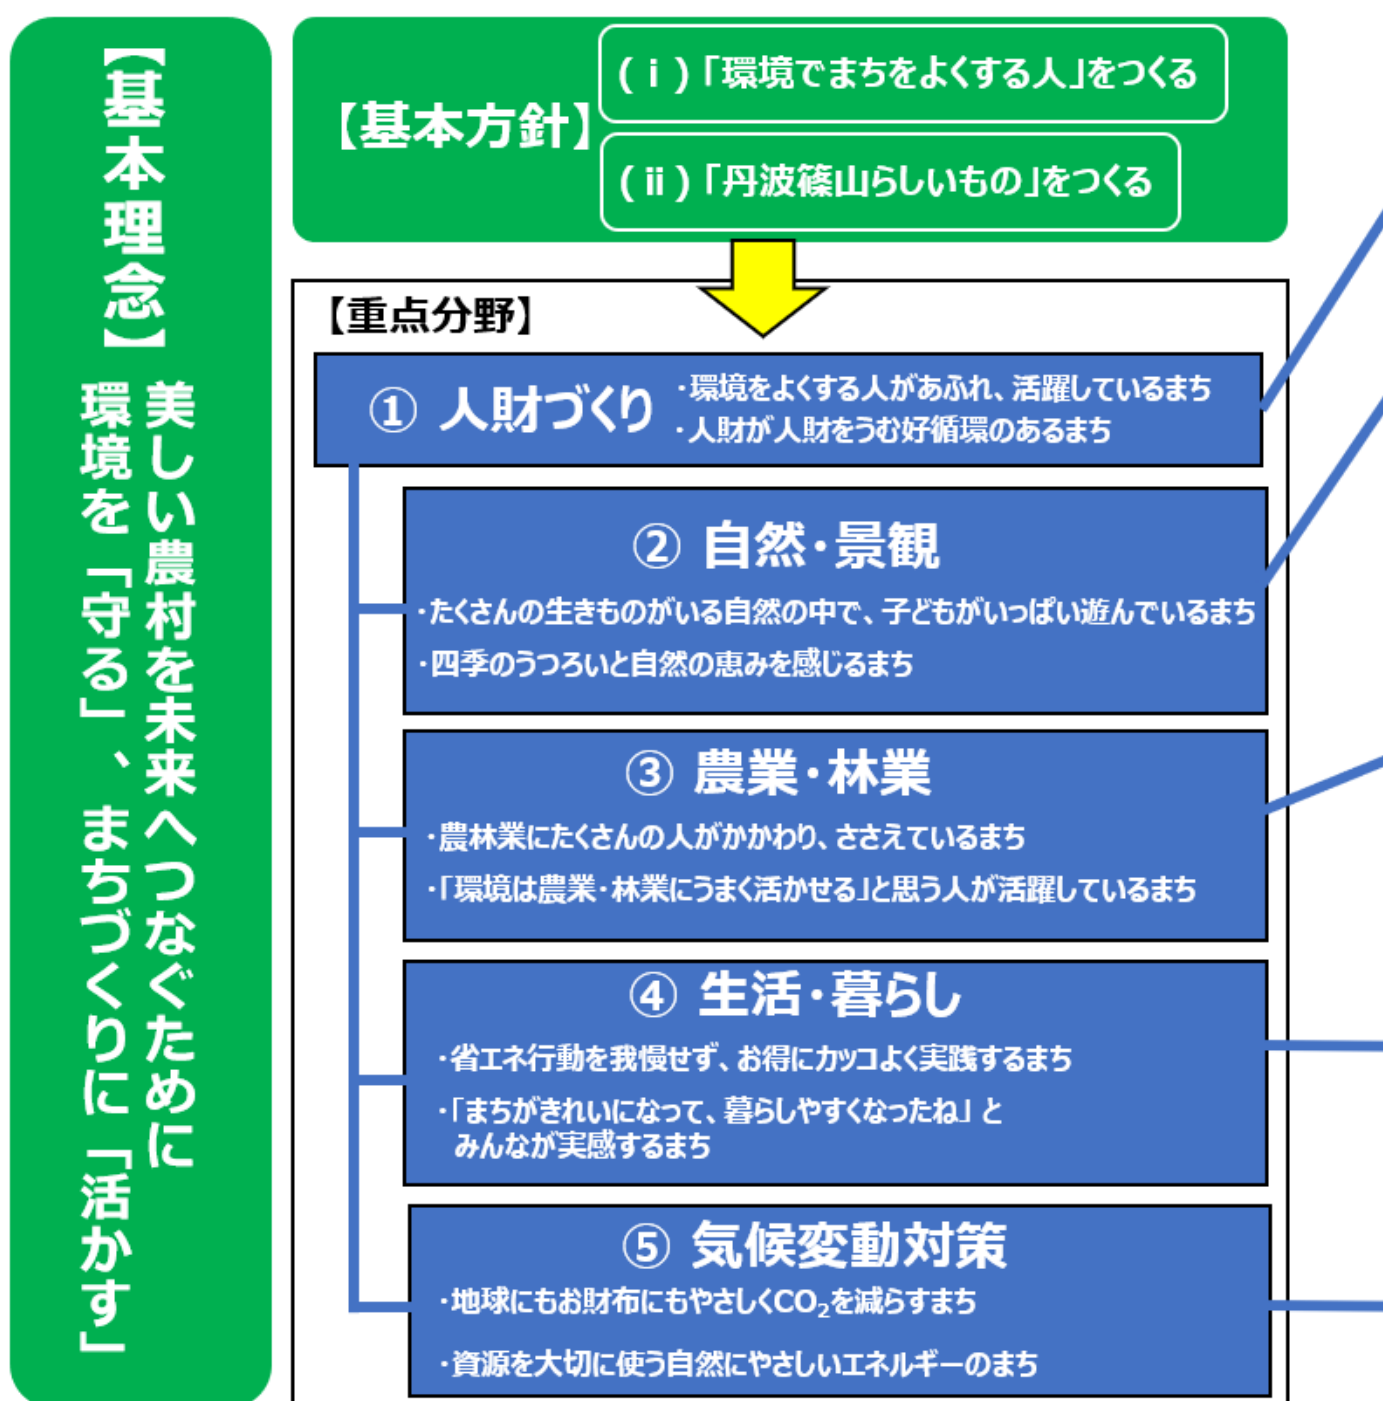 【基本理念】
美しい農村を未来へつなぐために
環境を「守る」、まちづくりに「活かす」
【基本方針】
(ⅰ)「環境でまちをよくする人」をつくる
(ⅱ)「丹波篠山らしいもの」をつくる
【重点分野】
① 人財づくり
・環境をよくする人があふれ、活躍しているまち
・人財が人財をうむ好循環のあるまち
② 自然・景観
・たくさんの生きものがいる自然の中で、子どもがいっぱい遊んでいるまち
・四季のうつろいと自然の恵みを感じるまち
③ 農業・林業
・農林業にたくさんの人がかかわり、ささえているまち
・「環境は農業・林業にうまく活かせる」と思う人が活躍しているまち
④ 生活・暮らし
・省エネ行動を我慢せず、お得にカッコよく実践するまち
・「まちがきれいになって、暮らしやすくなったね」と
みんなが実感するまち
⑤ 気候変動対策
・地球にもお財布にもやさしくCO₂を減らすまち
・資源を大切に使う自然にやさしいエネルギーのまち